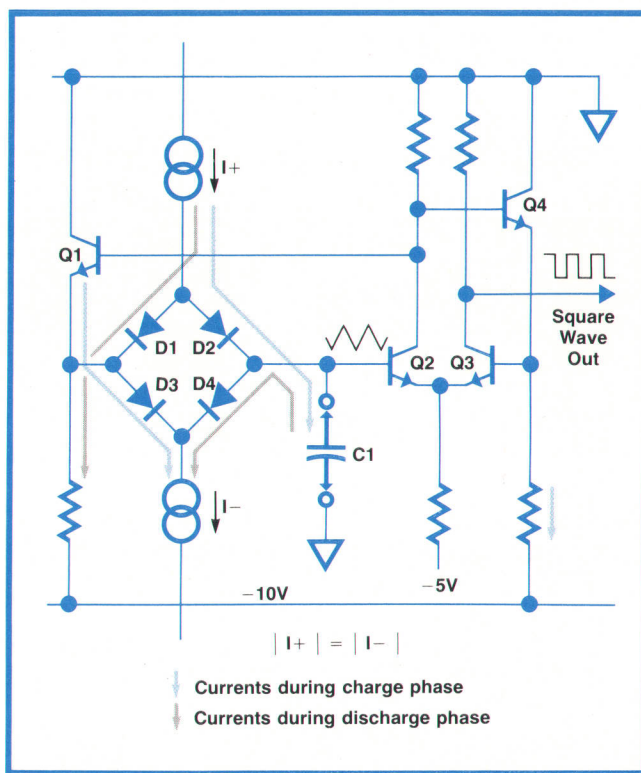 I+
Q1
Q4
D1
D2
D3
D4
Q2
Q3
Square
Wave
Out
C1
I−
−10V
−5V
| I+ | = | I− |
Currents during charge phase
Currents during discharge phase